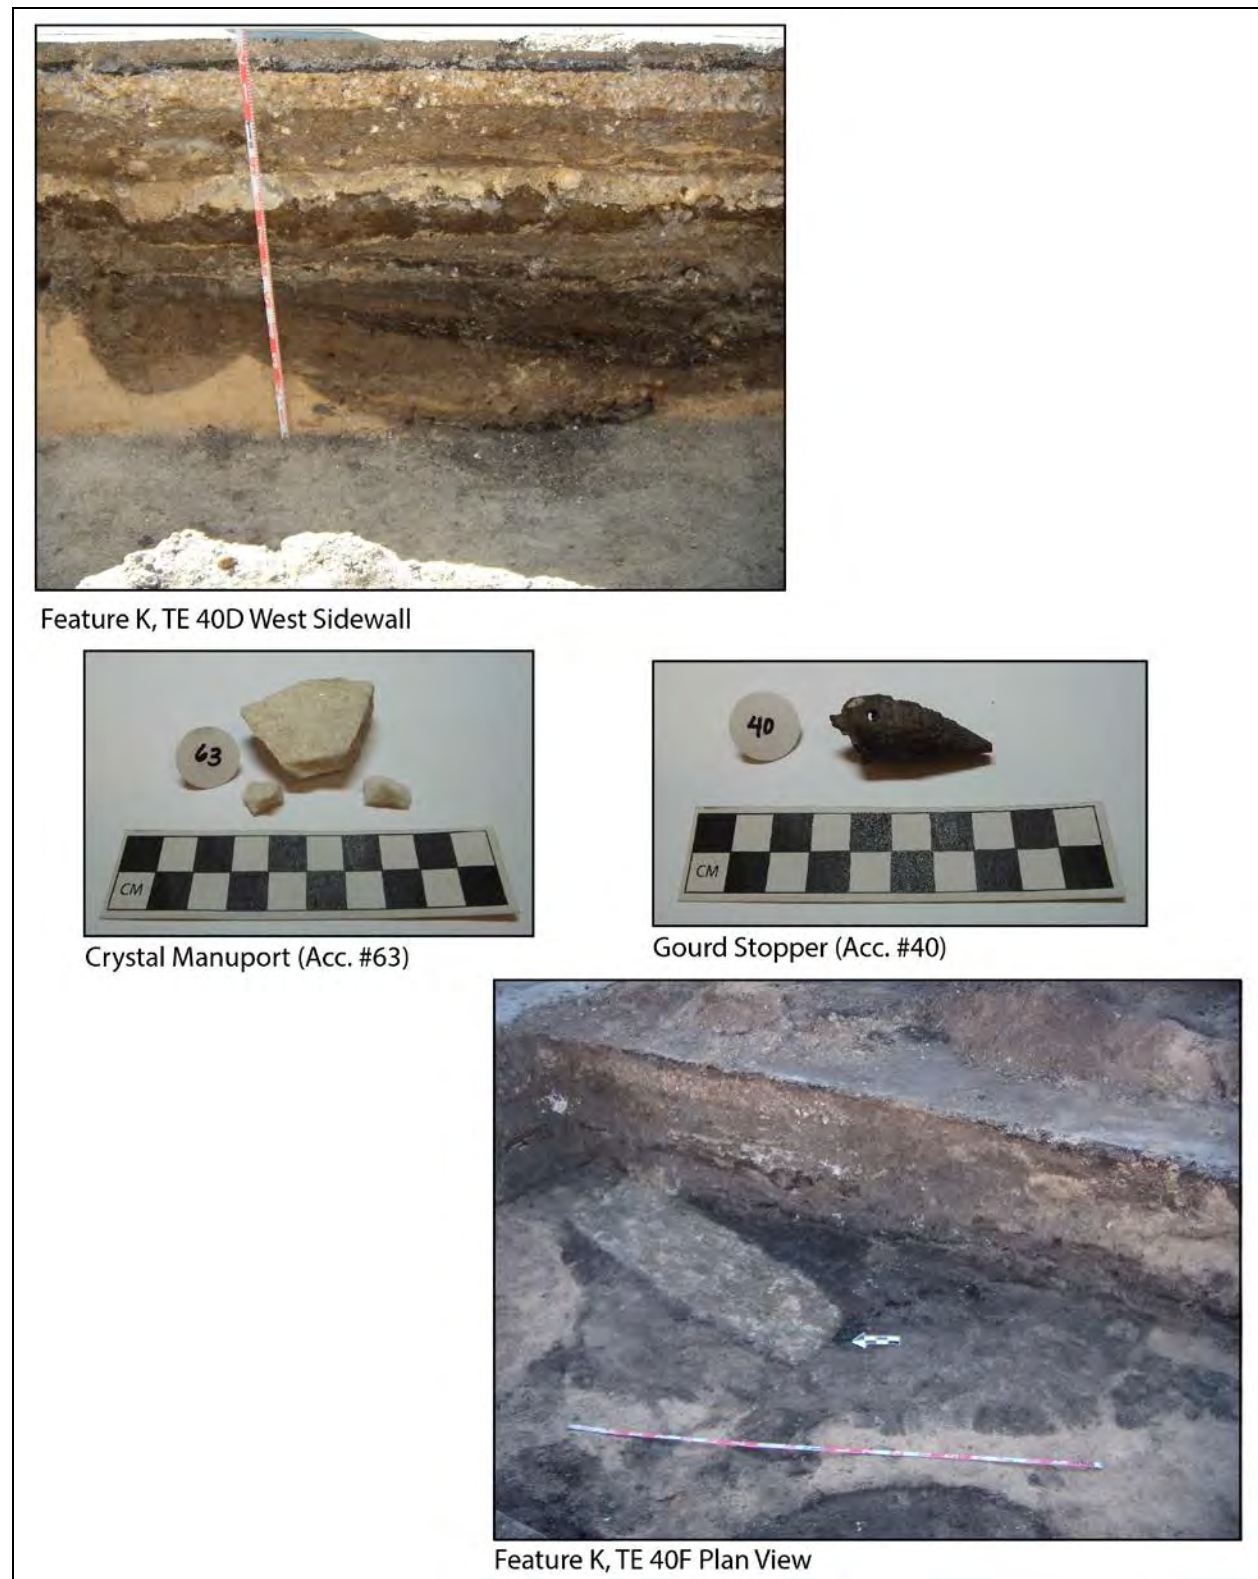 Feature K, TE 40D West Sidewall
63
CM
Crystal Manuport (Acc. #63)
40
CM
Gourd Stopper (Acc. #40)
Feature K, TE 40F Plan View